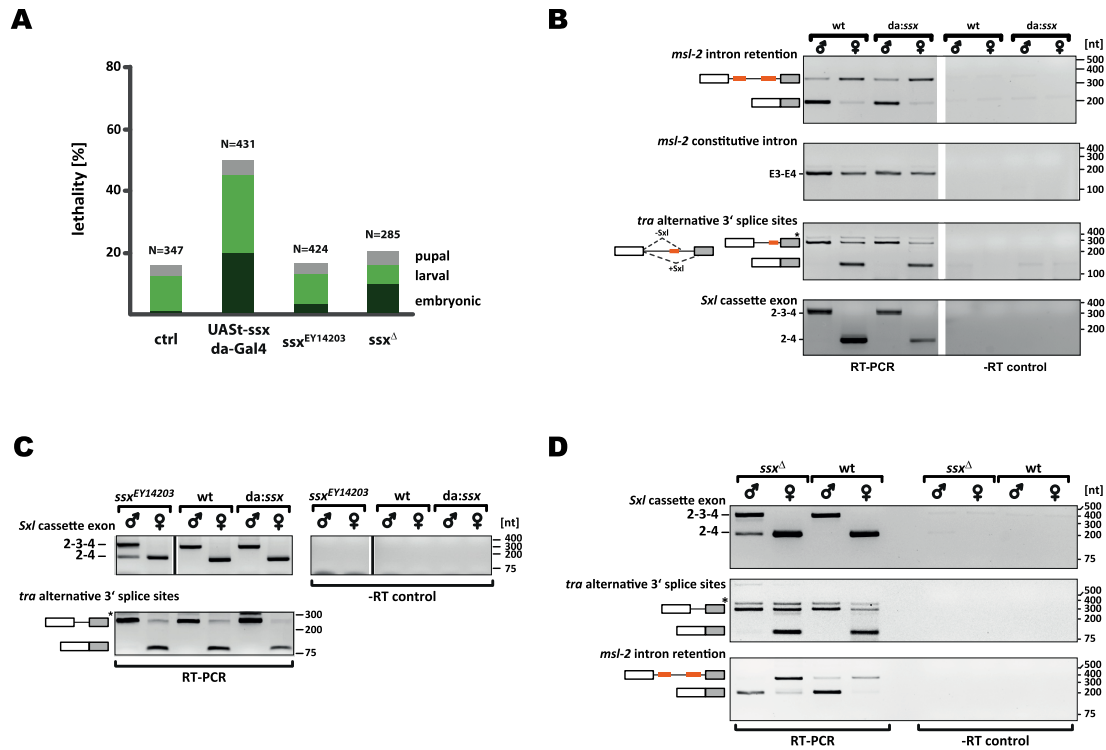 A
lethality [%]
80
60
40
20
N=347
N=431
N=424
N=285
pupal
larval
embryonic
ctrl
UASt-ssx
da-Gal4
ssxEY14203
ssxΔ
B
wt da:ssx wt da:ssx
♂ ♀ ♂ ♀ ♂ ♀ ♂ ♀ [nt]
msl-2 intron retention
500
400
300
200
msl-2 constitutive intron
E3-E4
400
300
200
100
tra alternative 3‘ splice sites
-Sxl
+Sxl
*
400
300
200
100
Sxl cassette exon
2-3-4
2-4
400
300
200
RT-PCR -RT control
C
ssxEY14203 wt da:ssx ssxEY14203 wt da:ssx
♂ ♀ ♂ ♀ ♂ ♀ ♂ ♀ ♂ ♀ ♂ ♀ [nt]
Sxl cassette exon
2-3-4
2-4
400
300
200
75
-RT control
tra alternative 3‘ splice sites
*
300
200
75
RT-PCR
D
ssxΔ wt ssxΔ wt
♂ ♀ ♂ ♀ ♂ ♀ ♂ ♀ [nt]
Sxl cassette exon
2-3-4
2-4
500
400
300
200
75
tra alternative 3‘ splice sites
*
500
400
300
200
75
msl-2 intron retention
500
400
300
200
75
RT-PCR -RT control